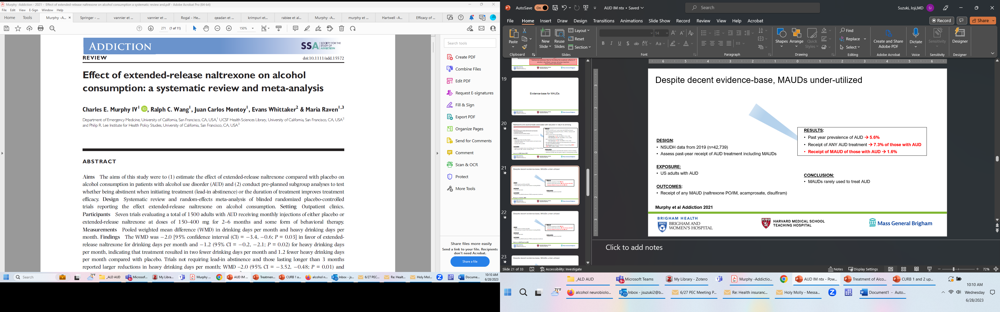 Murphy -Addiction - 2021 - Effect of extended-release naltrexone on alcohol consumption a systematic review and.pdf - Adobe Acrobat Pro (64-bit)
File Edit View E-Sign Window Help
Home Tools Murphy -A... × Springer - ... vannier et ... vannier et ... Rogal - He... qeadan et ... krimpuri et... rabiee et al... Murphy -A... murphy et ... Hartwell -A... Efficacy of ...
271 (1 of 11) 150%
ADDICTION
SSA SOCIETY FOR THE STUDY OF ADDICTION
REVIEW doi:10.1111/add.15572
Effect of extended-release naltrexone on alcohol
consumption: a systematic review and meta-analysis
Charles E. Murphy IV1 iD, Ralph C. Wang1, Juan Carlos Montoy1, Evans Whittaker2 & Maria Raven1,3
Department of Emergency Medicine, University of California, San Francisco, CA, USA,1 UCSF Health Sciences Library, University of California, San Francisco, CA, USA2
and Philip R. Lee Institute for Health Policy Studies, University of California, San Francisco, CA, USA3
ABSTRACT
Aims The aims of this study were to (1) estimate the effect of extended-release naltrexone compared with placebo on
alcohol consumption in patients with alcohol use disorder (AUD) and (2) conduct pre-planned subgroup analyses to test
whether being abstinent when initiating treatment (lead-in abstinence) or the duration of treatment improves treatment
efficacy. Design Systematic review and random-effects meta-analysis of blinded randomized placebo-controlled
trials reporting the effect extended-release naltrexone on alcohol consumption. Setting Outpatient clinics.
Participants Seven trials evaluating a total of 1500 adults with AUD receiving monthly injections of either placebo or
extended-release naltrexone at doses of 150–400 mg for 2–6 months and some form of behavioral therapy.
Measurements Pooled weighted mean difference (WMD) in drinking days per month and heavy drinking days per
month. Findings The WMD was −2.0 [95% confidence interval (CI) = −3.4, −0.6; P = 0.03] in favor of extended-
release naltrexone for drinking days per month and −1.2 (95% CI = −0.2, −2.1; P = 0.02) for heavy drinking days
per month, indicating that treatment resulted in two fewer drinking days per month and 1.2 fewer heavy drinking days
per month compared with placebo. Trials not requiring lead-in abstinence and those lasting longer than 3 months
reported larger reductions in heavy drinking days per month; WMD −2.0 (95% CI = −3.52, −0.48; P = 0.01) and
Search tools
Create PDF
Combine Files
Edit PDF
Request E-signatures
Fill & Sign
Export PDF
Organize Pages
Send for Comments
Comment
Scan & OCR
Protect
More Tools
Share files more easily
Send a link to your file. Recipients
don't need Acrobat.
Share a file
Search 71°F _ALD AUD Microsof... My Libra... Murphy ... AUD IM ... Treatmen... CURB 1 a... alcohol n... Inbox - js... 6/27 PEC... Re: Healt... Holy Mol... Docume... 10:10 AM
6/28/2023
AutoSave On AUD IM ntx • Saved Search Suzuki, Joji,MD SJ
File Home Insert Draw Design Transitions Animations Slide Show Record Review View Help Acrobat Record Share
Paste
Clipboard
New Slide
Reuse Slides
Layout
Reset
Section
Slides
14
B I U S ab AV Aa A
Font
Paragraph
Shapes Arrange Quick Styles
Drawing
Find
Replace
Select
Editing
Create and Share Adobe PDF
Adobe Acrobat
Dictate
Voice
Sensitivity
Sensitivity
Designer
Designer
19
Evidence-base for MAUDs
20
Naltrexone and acamprosate associated with reduction in return to drinking
21
Despite decent evidence-base, MAUDs under-utilized
22
Despite decent evidence-base, MAUDs under-utilized
23
Despite decent evidence-base, MAUDs under-utilized
Despite decent evidence-base, MAUDs under-utilized
DESIGN:
• NSUDH data from 2019 (n=42,739)
• Assess past-year receipt of AUD treatment including MAUDs
EXPOSURE:
• US adults with AUD
OUTCOMES:
• Receipt of any MAUD (naltrexone PO/IM, acamprosate, disulfiram)
RESULTS:
• Past year prevalence of AUD → 5.6%
• Receipt of ANY AUD treatment → 7.3% of those with AUD
• Receipt of MAUD of those with AUD → 1.6%
CONCLUSION:
• MAUDs rarely used to treat AUD
Murphy et al Addiction 2021
BRIGHAM HEALTH
BWH BRIGHAM AND
WOMEN'S HOSPITAL
HARVARD MEDICAL SCHOOL
TEACHING HOSPITAL
Mass General Brigham
Click to add notes
Slide 21 of 33 Accessibility: Investigate Notes Display Settings 72%
_ALD AUD Microsoft Teams My Library - Zotero Murphy -Addictio... AUD IM ntx - Pow... Treatment of Alco... CURB 1 and 2 up...
71°F alcohol neurobiolo... Inbox - jsuzuki2@b... 6/27 PEC Meeting P... Re: Health insuranc... Holy Molly - Messa... Document1 - Auto...
10:10 AM
Wednesday
6/28/2023